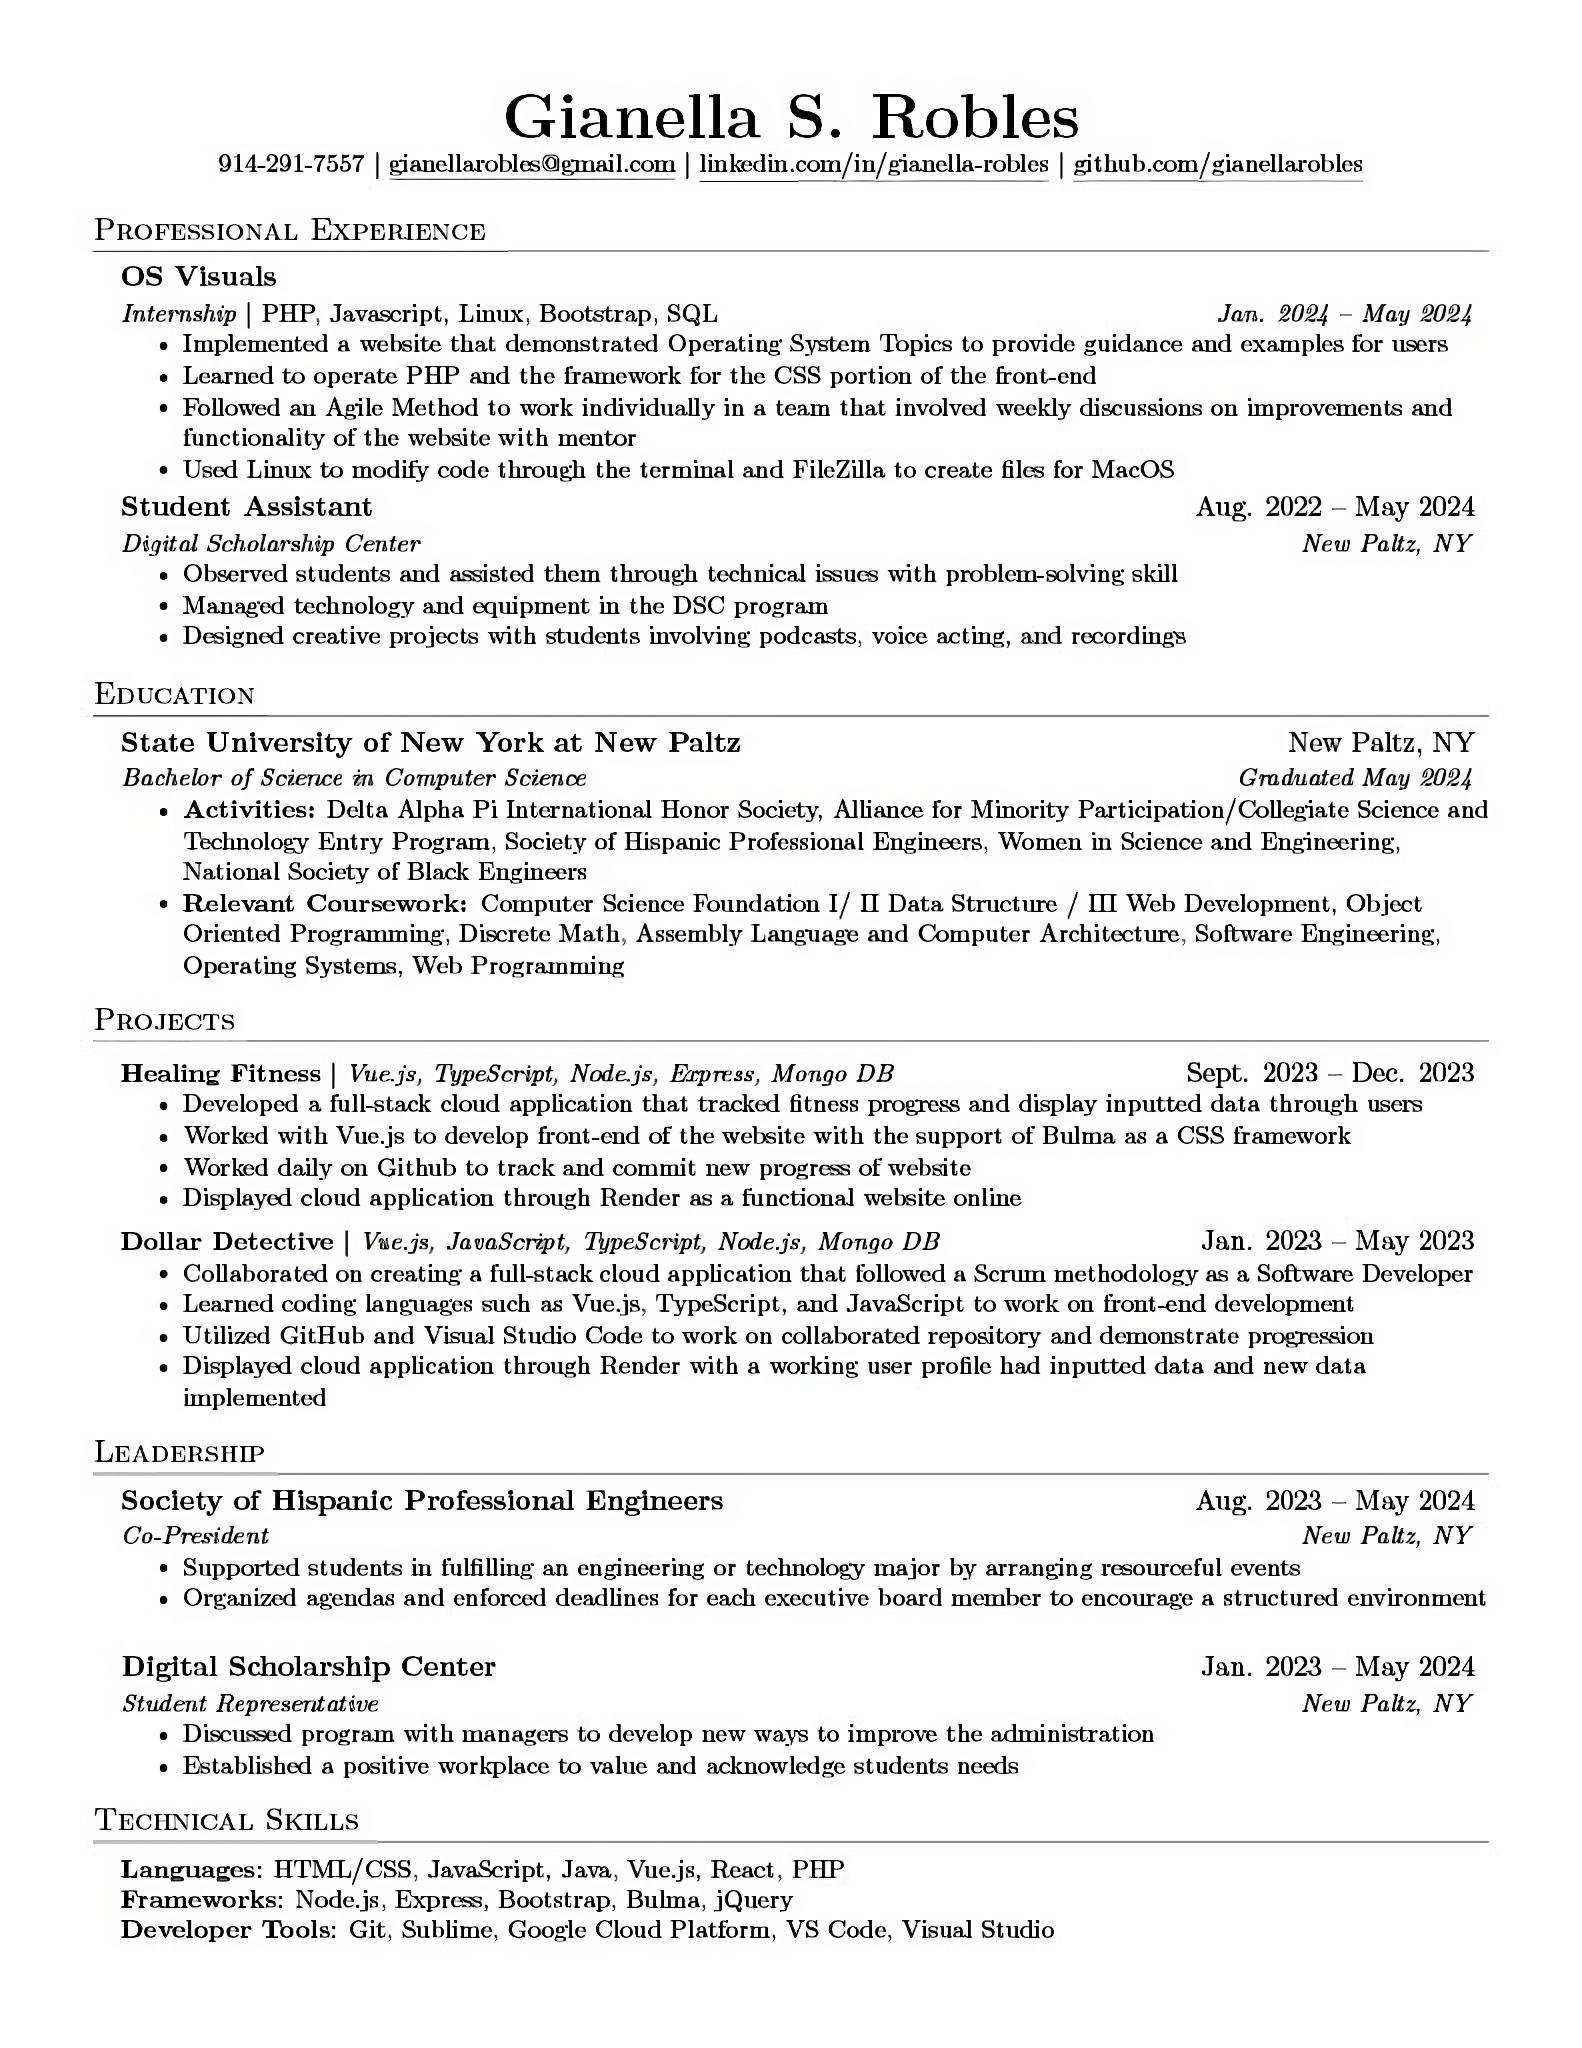 Gianella S. Robles
914-291-7557 | gianellarobles@gmail.com | linkedin.com/in/gianella-robles | github.com/gianellarobles
Professional Experience
OS Visuals
Internship | PHP, Javascript, Linux, Bootstrap, SQL Jan. 2024 – May 2024
• Implemented a website that demonstrated Operating System Topics to provide guidance and examples for users
• Learned to operate PHP and the framework for the CSS portion of the front-end
• Followed an Agile Method to work individually in a team that involved weekly discussions on improvements and
functionality of the website with mentor
• Used Linux to modify code through the terminal and FileZilla to create files for MacOS
Student Assistant Aug. 2022 – May 2024
Digital Scholarship Center New Paltz, NY
• Observed students and assisted them through technical issues with problem-solving skill
• Managed technology and equipment in the DSC program
• Designed creative projects with students involving podcasts, voice acting, and recordings
Education
State University of New York at New Paltz New Paltz, NY
Bachelor of Science in Computer Science Graduated May 2024
• Activities: Delta Alpha Pi International Honor Society, Alliance for Minority Participation/Collegiate Science and
Technology Entry Program, Society of Hispanic Professional Engineers, Women in Science and Engineering,
National Society of Black Engineers
• Relevant Coursework: Computer Science Foundation I/ II Data Structure / III Web Development, Object
Oriented Programming, Discrete Math, Assembly Language and Computer Architecture, Software Engineering,
Operating Systems, Web Programming
Projects
Healing Fitness | Vue.js, TypeScript, Node.js, Express, Mongo DB Sept. 2023 – Dec. 2023
• Developed a full-stack cloud application that tracked fitness progress and display inputted data through users
• Worked with Vue.js to develop front-end of the website with the support of Bulma as a CSS framework
• Worked daily on Github to track and commit new progress of website
• Displayed cloud application through Render as a functional website online
Dollar Detective | Vue.js, JavaScript, TypeScript, Node.js, Mongo DB Jan. 2023 – May 2023
• Collaborated on creating a full-stack cloud application that followed a Scrum methodology as a Software Developer
• Learned coding languages such as Vue.js, TypeScript, and JavaScript to work on front-end development
• Utilized GitHub and Visual Studio Code to work on collaborated repository and demonstrate progression
• Displayed cloud application through Render with a working user profile had inputted data and new data
implemented
Leadership
Society of Hispanic Professional Engineers Aug. 2023 – May 2024
Co-President New Paltz, NY
• Supported students in fulfilling an engineering or technology major by arranging resourceful events
• Organized agendas and enforced deadlines for each executive board member to encourage a structured environment
Digital Scholarship Center Jan. 2023 – May 2024
Student Representative New Paltz, NY
• Discussed program with managers to develop new ways to improve the administration
• Established a positive workplace to value and acknowledge students needs
Technical Skills
Languages: HTML/CSS, JavaScript, Java, Vue.js, React, PHP
Frameworks: Node.js, Express, Bootstrap, Bulma, jQuery
Developer Tools: Git, Sublime, Google Cloud Platform, VS Code, Visual Studio